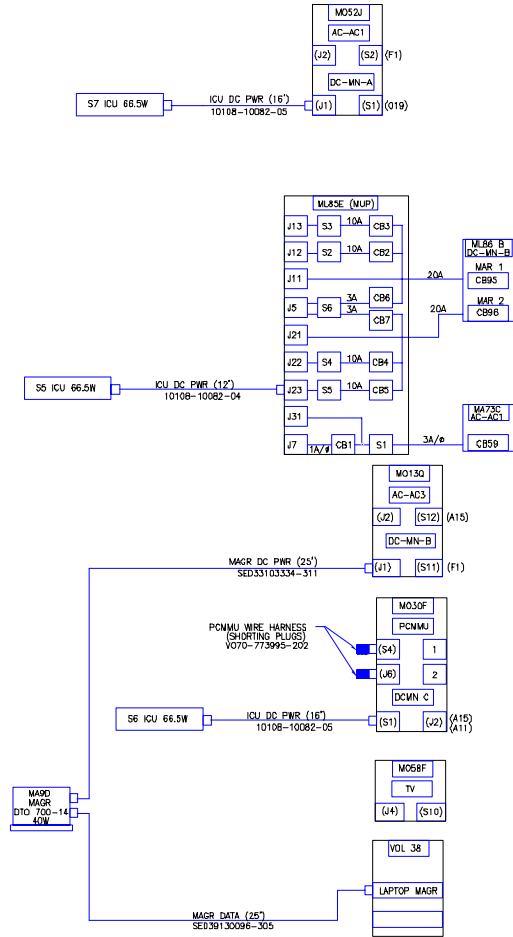 MO52J
AC-AC1
(J2) (S2) (F1)
DC-MN-A
(J1) (S1) (O19)
S7 ICU 66.5W
ICU DC PWR (16')
10108-10082-05
ML85E (MUP)
J13 S3 10A CB3
J12 S2 10A CB2
J11
J5 S6 3A CB6
3A CB7
J21
J22 S4 10A CB4
J23 S5 10A CB5
J31
J7 1A/ø CB1 S1
20A
20A
3A/ø
ML86 B
DC-MN-B
MAR 1
CB95
MAR 2
CB96
MA73C
AC-AC1
CB59
S5 ICU 66.5W
ICU DC PWR (12")
10108-10082-04
MO13Q
AC-AC3
(J2) (S12) (A15)
DC-MN-B
(J1) (S11) (F1)
MAGR DC PWR (25')
SED33103334-311
MO30F
PCMMU
(S4) 1
(J6) 2
DCMN C
(S1) (J2) (A15)
(A11)
PCMMU WIRE HARNESS
(SHORTING PLUGS)
VO70-773995-202
S6 ICU 66.5W
ICU DC PWR (16")
10108-10082-05
MO58F
TV
(J4) (S10)
MA9D
MAGR
DTO 700-14
40W
VOL 38
LAPTOP MAGR
MAGR DATA (25")
SED39130096-305